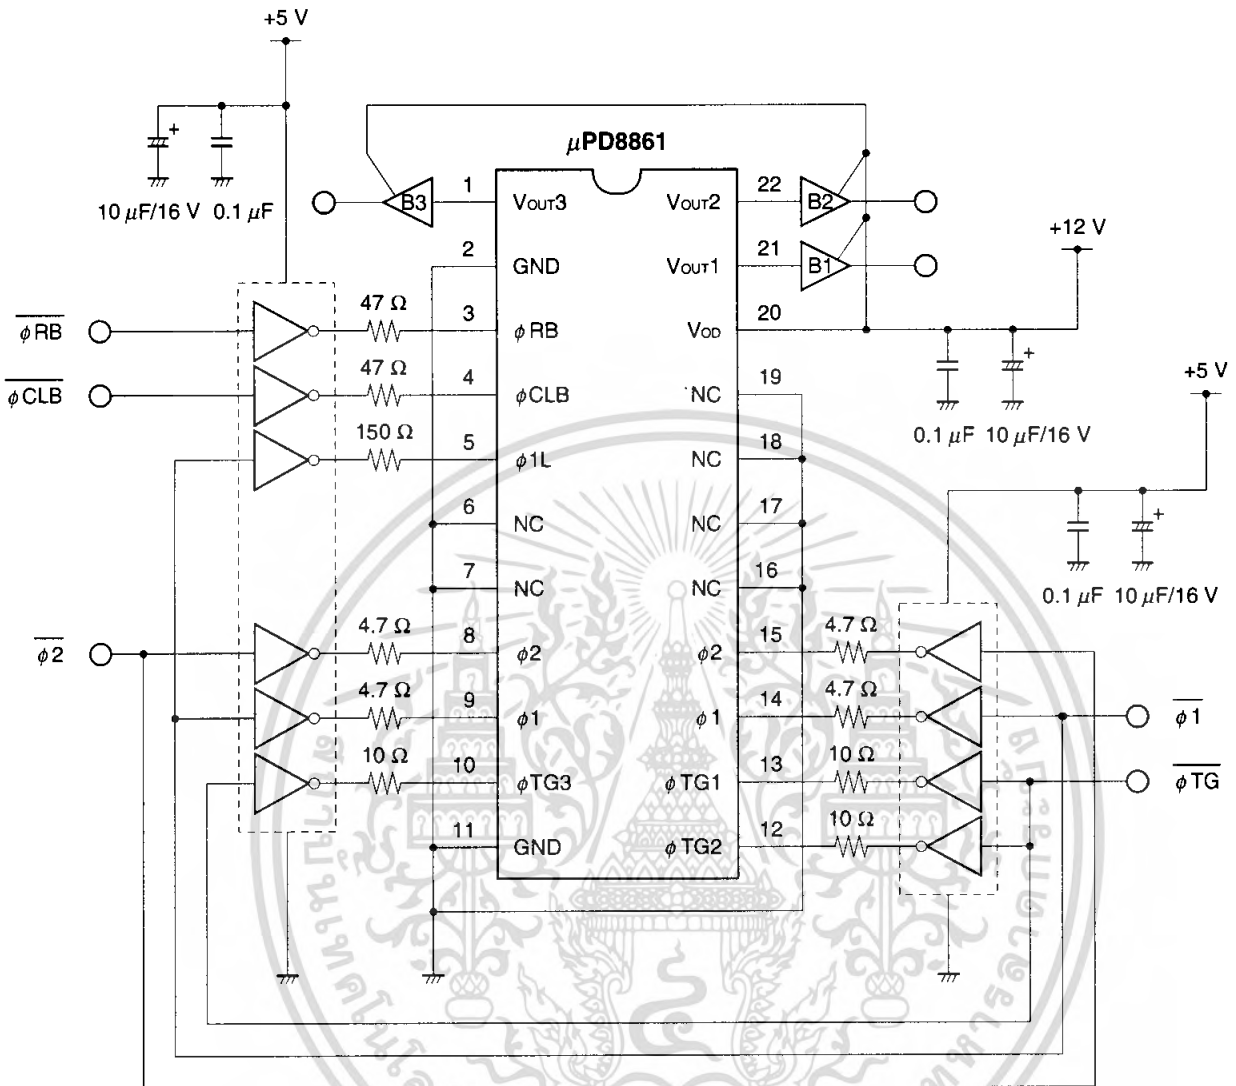 +5 V
10 μF/16 V 0.1 μF
μPD8861
B3 1 VOUT3 VOUT2 22 B2
2 GND VOUT1 21 B1
+12 V
φRB 47 Ω 3 φRB VOD 20
φCLB 47 Ω 4 φCLB NC 19
+5 V
0.1 μF 10 μF/16 V
150 Ω 5 φ1L NC 18
6 NC NC 17
7 NC NC 16
0.1 μF 10 μF/16 V
φ2 4.7 Ω 8 φ2 φ2 15 4.7 Ω
4.7 Ω 9 φ1 φ1 14 4.7 Ω φ1
10 Ω 10 φTG3 φTG1 13 10 Ω φTG
11 GND φTG2 12 10 Ω